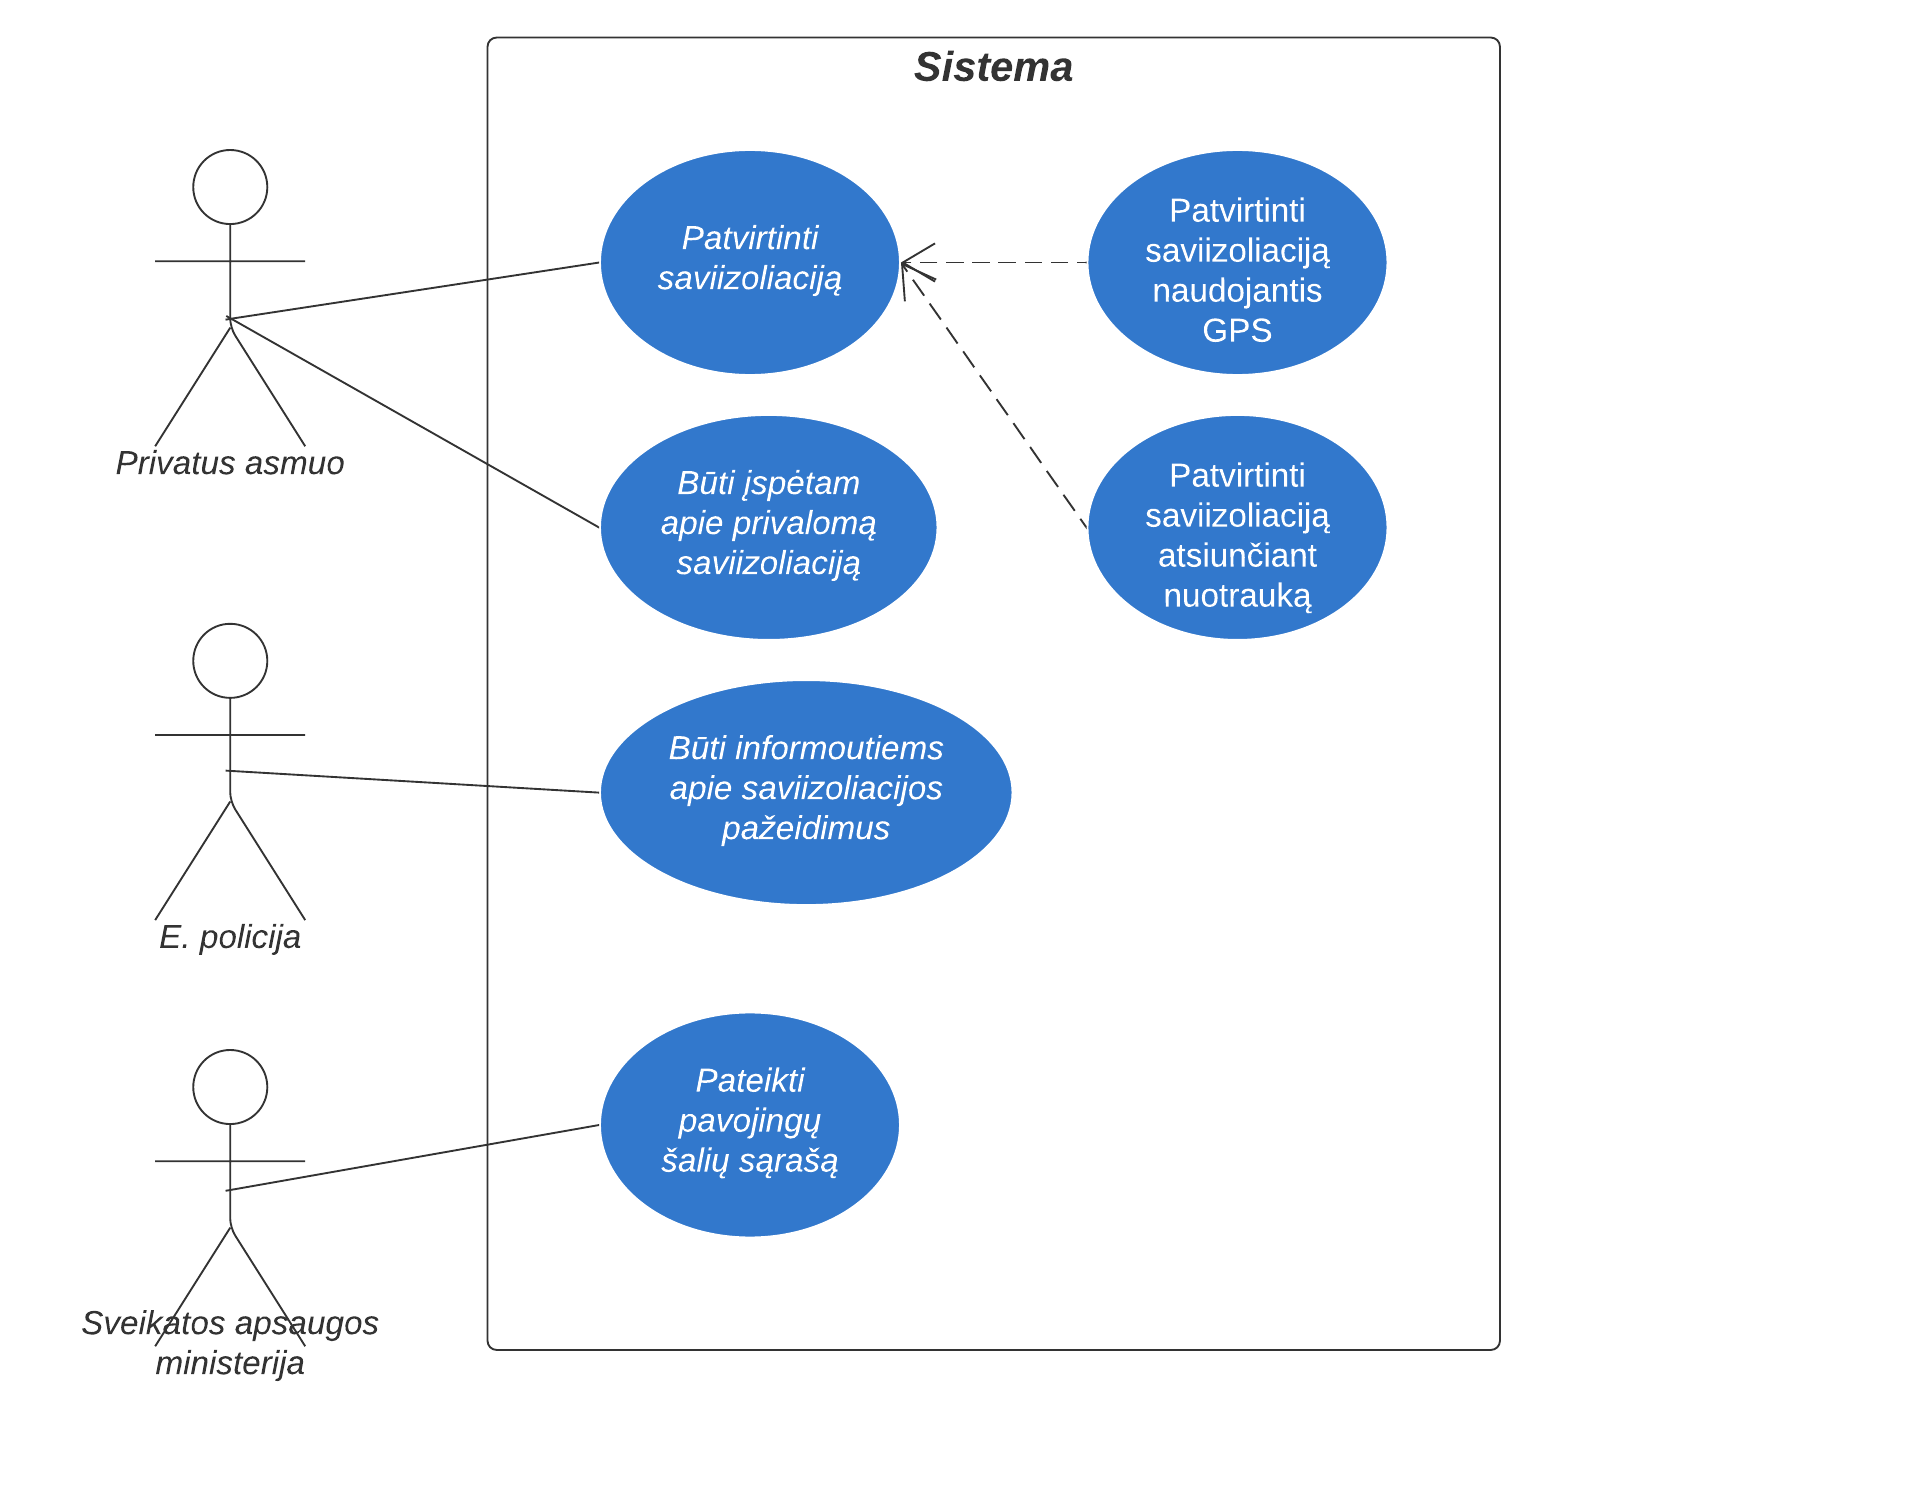 Sistema
Patvirtinti
saviizoliaciją
Patvirtinti
saviizoliaciją
naudojantis
GPS
Privatus asmuo
Būti įspėtam
apie privalomą
saviizoliaciją
Patvirtinti
saviizoliaciją
atsiunčiant
nuotrauką
Būti informoutiems
apie saviizoliacijos
pažeidimus
E. policija
Pateikti
pavojingų
šalių sąrašą
Sveikatos apsaugos
ministerija